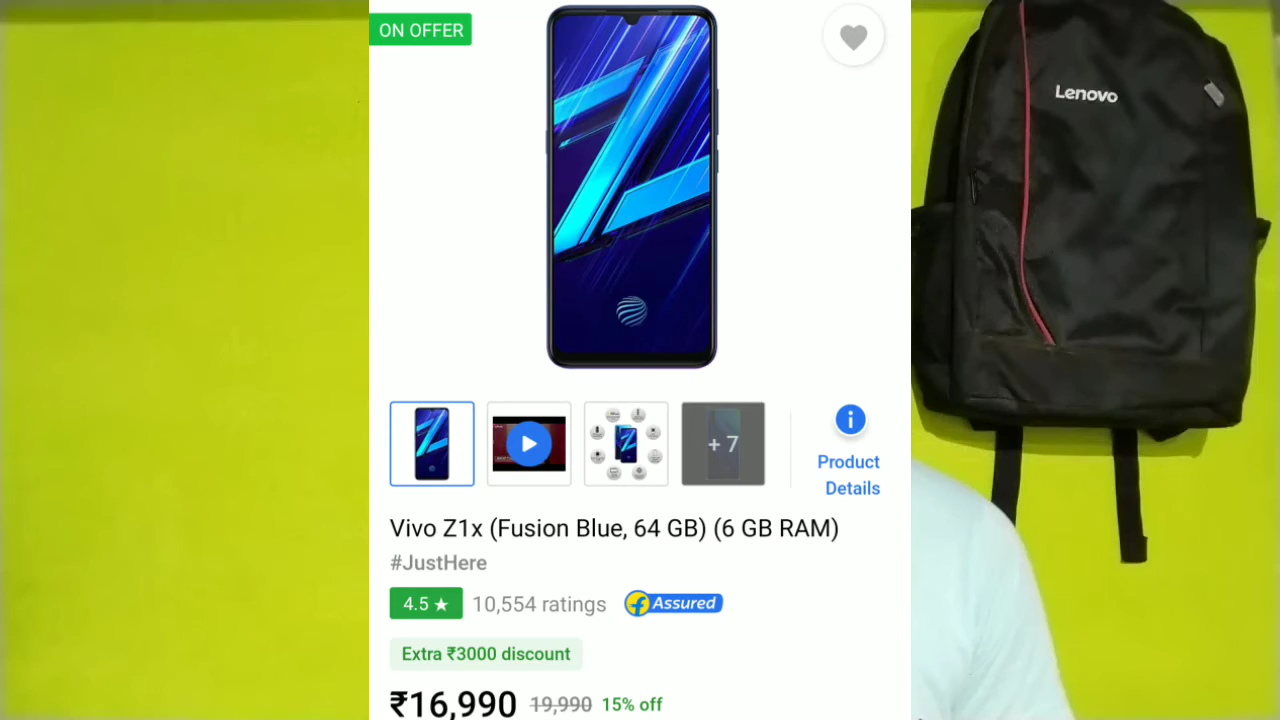 ON OFFER
Lenovo
+ 7
Product
Details
Vivo Z1x (Fusion Blue, 64 GB) (6 GB RAM)
#JustHere
4.5 ★ 10,554 ratings f Assured
Extra ₹3000 discount
₹16,990 19,990 15% off